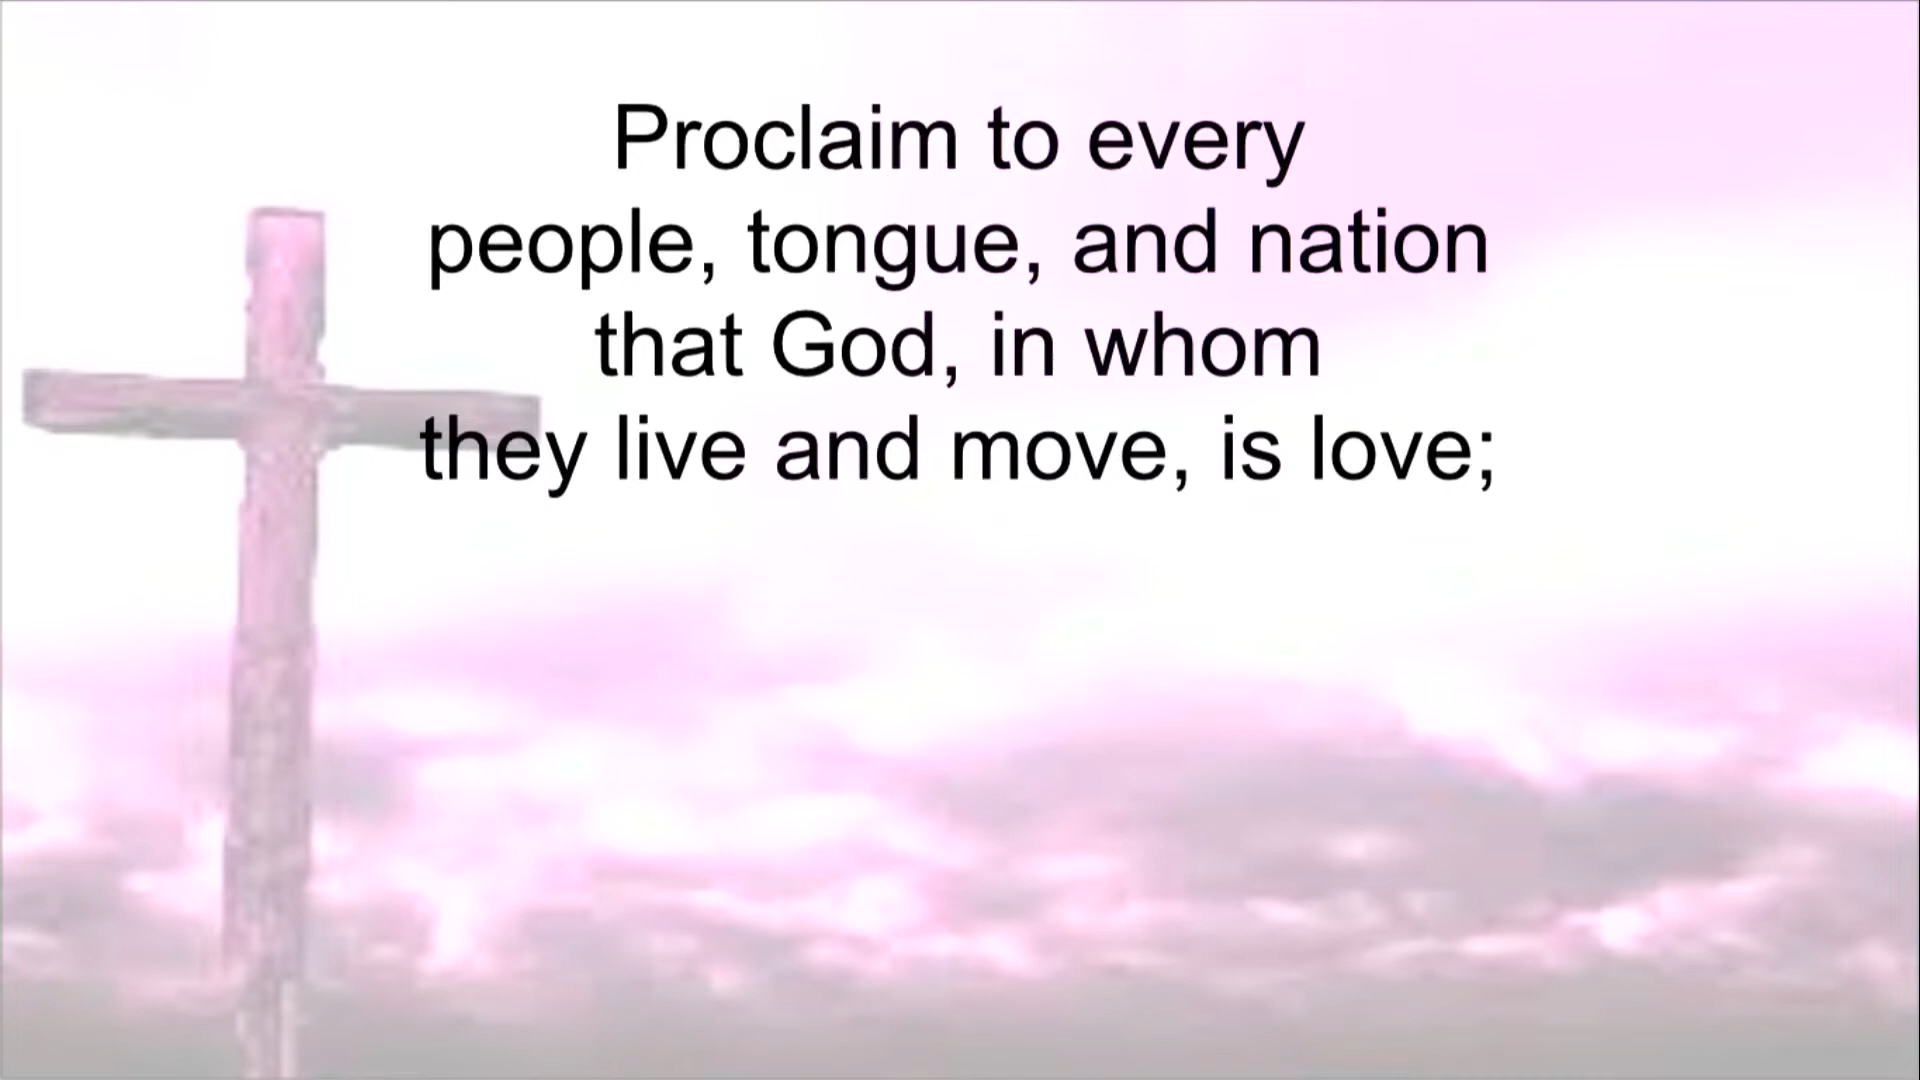 Proclaim to every
people, tongue, and nation
that God, in whom
they live and move, is love;